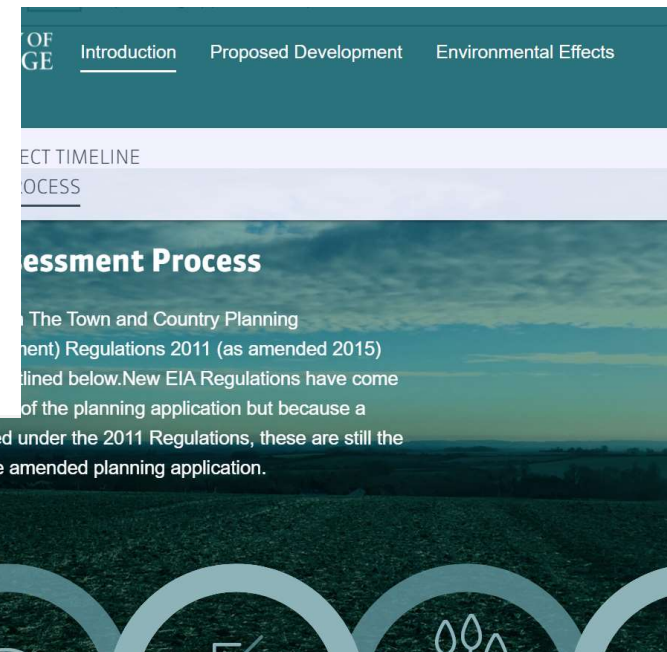 OF
GE
Introduction Proposed Development Environmental Effects
ECT TIMELINE
OCESS
essment Process
The Town and Country Planning
ment) Regulations 2011 (as amended 2015)
tlined below.New EIA Regulations have come
of the planning application but because a
ed under the 2011 Regulations, these are still the
e amended planning application.